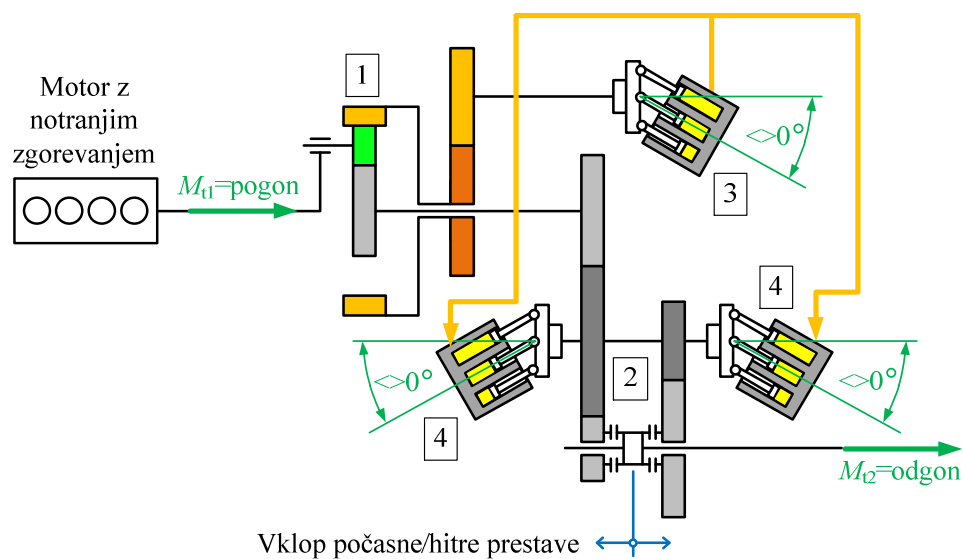 Motor z
notranjim
zgorevanjem
1
Mt1=pogon
<>0°
3
4
<>0°
2
<>0°
4
Mt2=odgon
Vklop počasne/hitre prestave